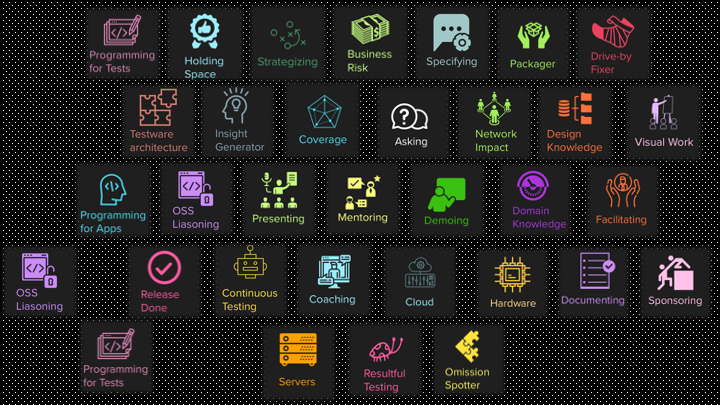 Programming
for Tests
Holding
Space
Strategizing
Business
Risk
Specifying
Packager
Drive-by
Fixer
Testware
architecture
Insight
Generator
Coverage
Asking
Network
Impact
Design
Knowledge
Visual Work
Programming
for Apps
OSS
Liasoning
Presenting
Mentoring
Demoing
Domain
Knowledge
Facilitating
OSS
Liasoning
Release
Done
Continuous
Testing
Coaching
Cloud
Hardware
Documenting
Sponsoring
Programming
for Tests
Servers
Resultful
Testing
Omission
Spotter